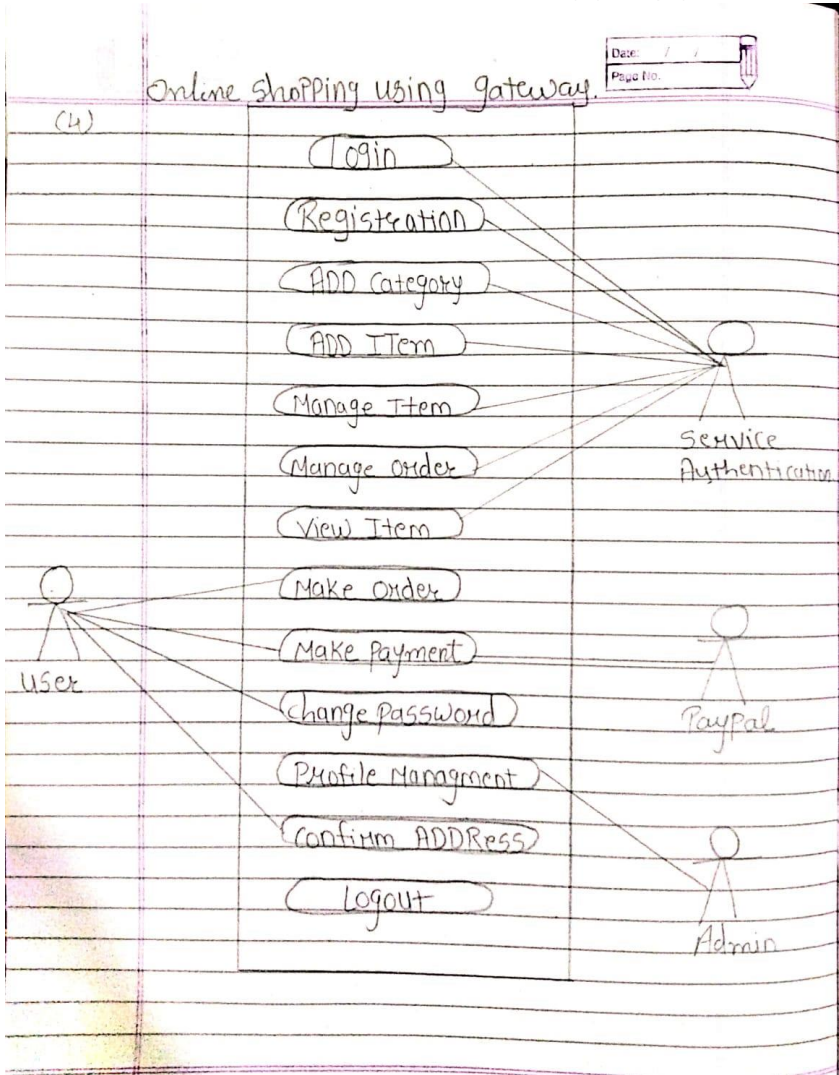 Date: / /
Page No.
Online shopping using gateway.
(4)
Login
Registration
ADD Category
ADD ITem
Manage Item
Manage order
View Item
Make order
Make payment
Change password
Profile Managment
Confirm ADDRess
Logout
Service
Authentication
User
Paypal
Admin